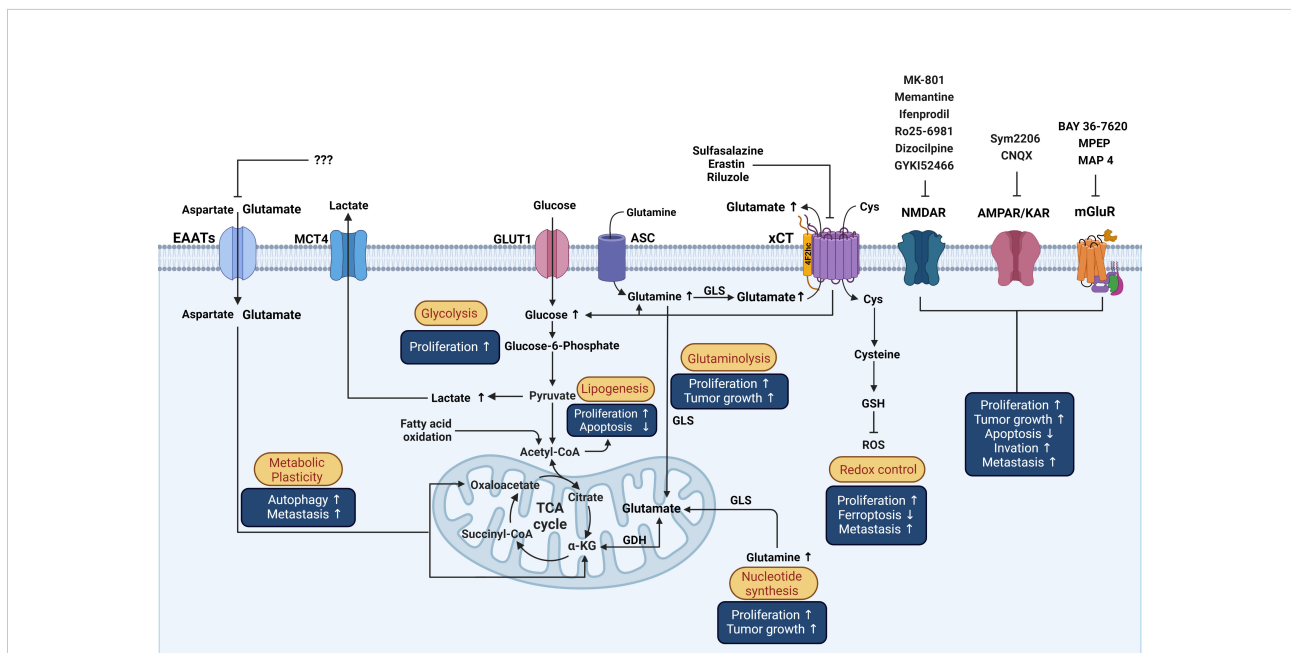 MK-801
Memantine
Ifenprodil
Ro25-6981
Dizocilpine
GYKI52466
Sym2206
CNQX
BAY 36-7620
MPEP
MAP 4
Sulfasalazine
Erastin
Riluzole
???
Aspartate Glutamate
Lactate
Glucose
Glutamine
Glutamate ↑
Cys
NMDAR
AMPAR/KAR
mGluR
EAATs
MCT4
GLUT1
ASC
xCT
4F2hc
Aspartate Glutamate
Glutamine ↑
GLS
Glutamate ↑
Cys
Glycolysis
Proliferation ↑
Glucose ↑
Glucose-6-Phosphate
Glutaminolysis
Proliferation ↑
Tumor growth ↑
GLS
Cysteine
GSH
ROS
Lactate ↑
Pyruvate
Lipogenesis
Proliferation ↑
Apoptosis ↓
Fatty acid
oxidation
Acetyl-CoA
Proliferation ↑
Tumor growth ↑
Apoptosis ↓
Invation ↑
Metastasis ↑
Metabolic
Plasticity
Autophagy ↑
Metastasis ↑
Redox control
Proliferation ↑
Ferroptosis ↓
Metastasis ↑
Oxaloacetate
Citrate
TCA
cycle
Succinyl-CoA
α-KG
GDH
Glutamate
GLS
Glutamine ↑
Nucleotide
synthesis
Proliferation ↑
Tumor growth ↑